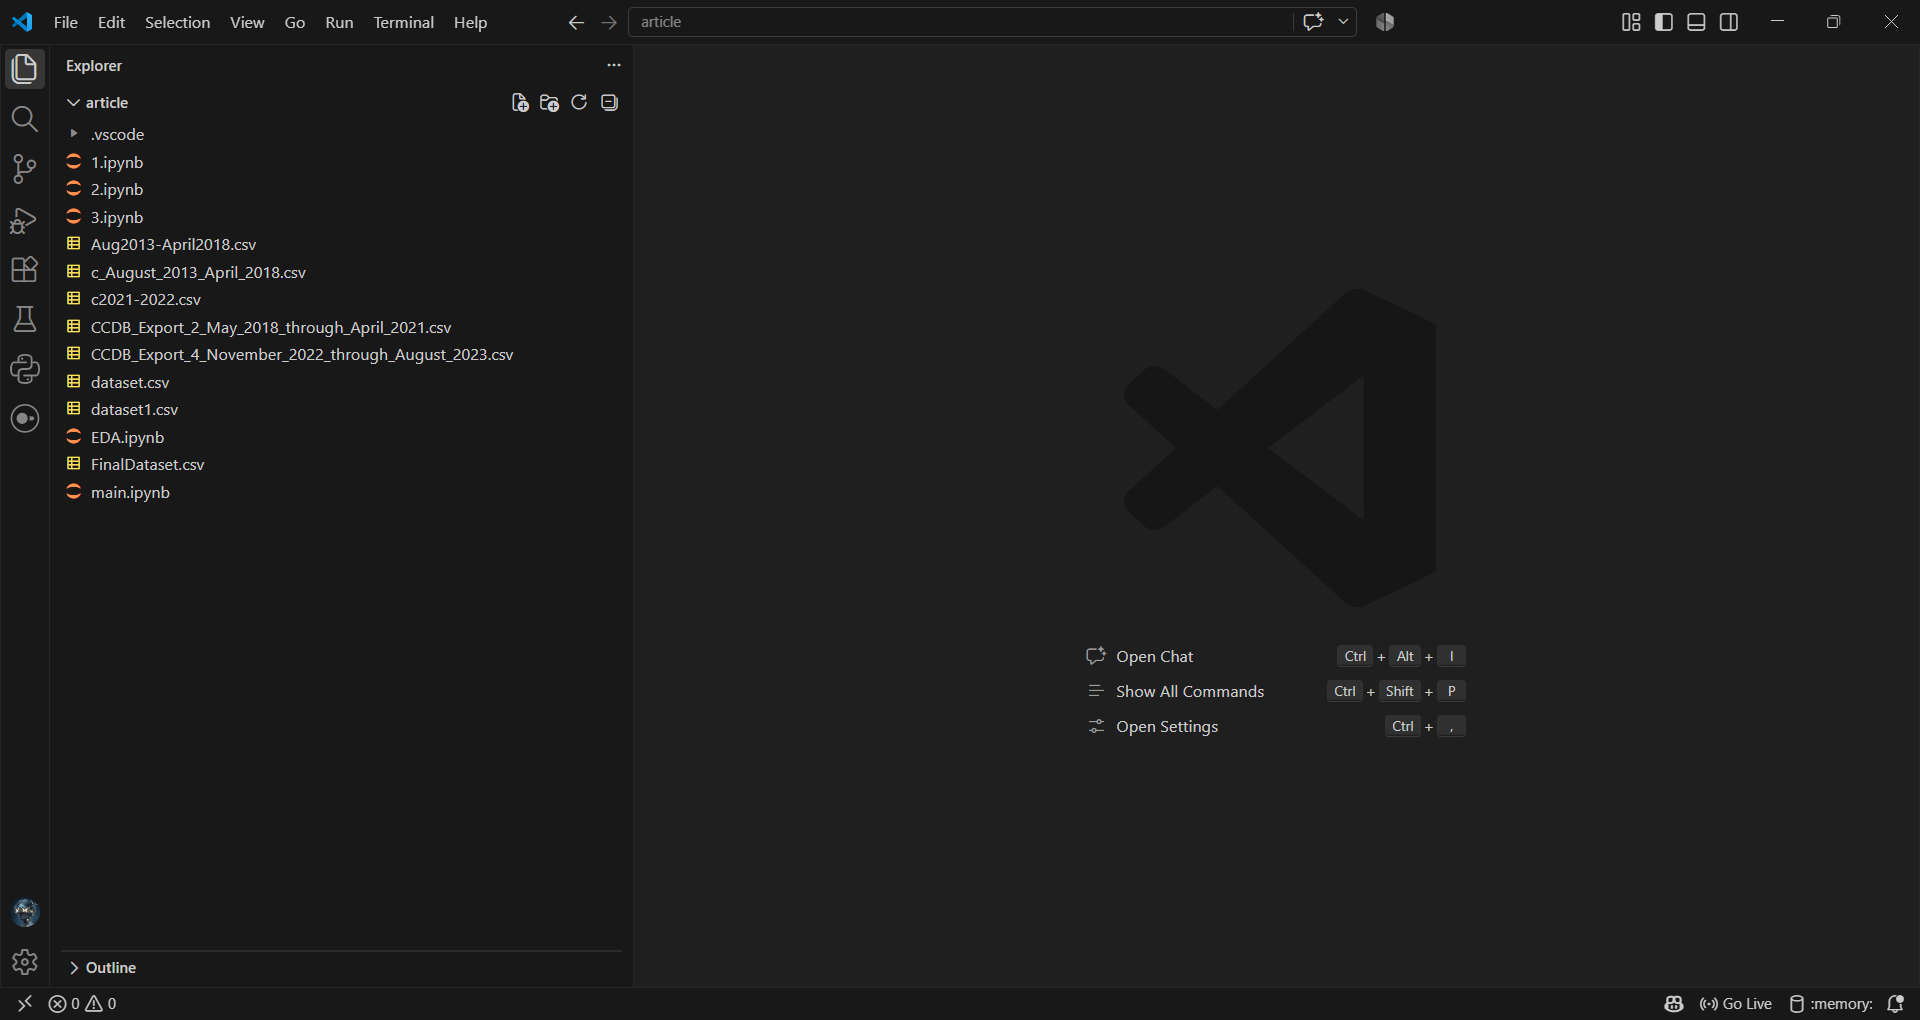 File Edit Selection View Go Run Terminal Help article
Explorer
article
.vscode
1.ipynb
2.ipynb
3.ipynb
Aug2013-April2018.csv
c_August_2013_April_2018.csv
c2021-2022.csv
CCDB_Export_2_May_2018_through_April_2021.csv
CCDB_Export_4_November_2022_through_August_2023.csv
dataset.csv
dataset1.csv
EDA.ipynb
FinalDataset.csv
main.ipynb
Open Chat Ctrl + Alt + I
Show All Commands Ctrl + Shift + P
Open Settings Ctrl + ,
Outline
0 0 Go Live :memory: